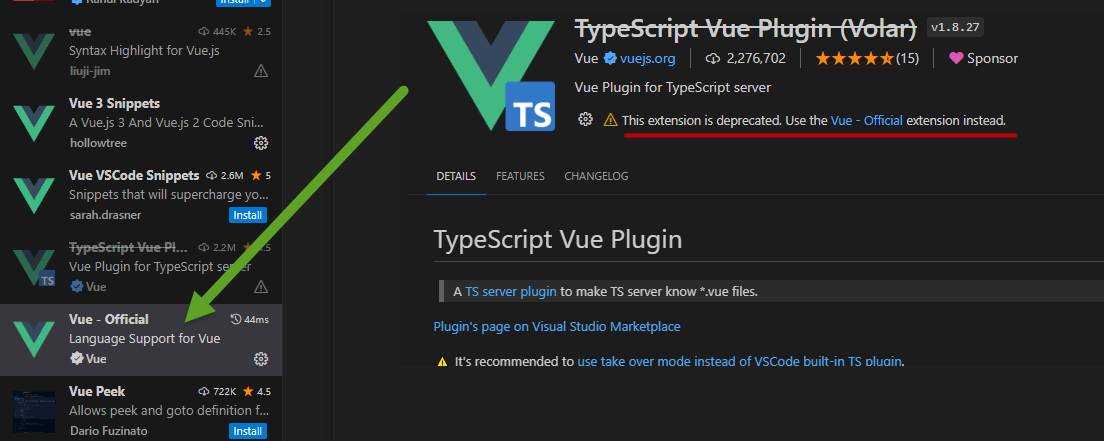 Rahul Kadyan
Install
vue 445K 2.5
Syntax Highlight for Vue.js
liuji-jim
Vue 3 Snippets
A Vue.js 3 And Vue.js 2 Code Sni...
hollowtree
Vue VSCode Snippets 2.6M 5
Snippets that will supercharge yo...
sarah.drasner Install
TypeScript Vue Pl... 2.2M 3.5
Vue Plugin for TypeScript server
Vue
TS
Vue - Official 44ms
Language Support for Vue
Vue
Vue Peek 722K 4.5
Allows peek and goto definition f...
Dario Fuzinato Install
TS
TypeScript Vue Plugin (Volar) v1.8.27
Vue vuejs.org 2,276,702 (15) Sponsor
Vue Plugin for TypeScript server
This extension is deprecated. Use the Vue - Official extension instead.
DETAILS FEATURES CHANGELOG
TypeScript Vue Plugin
A TS server plugin to make TS server know *.vue files.
Plugin's page on Visual Studio Marketplace
It's recommended to use take over mode instead of VSCode built-in TS plugin.